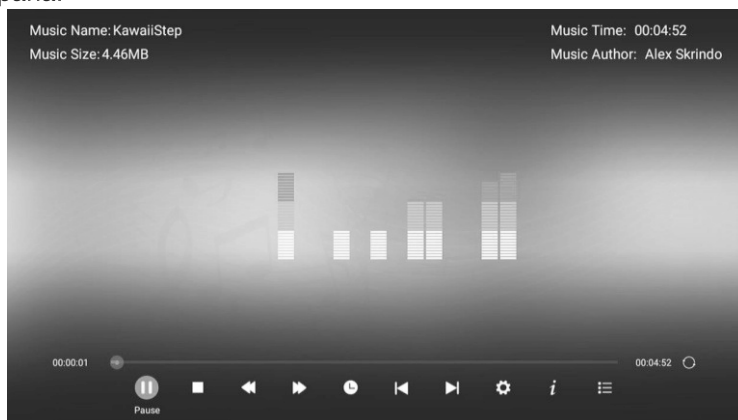 Music Name: KawaiiStep
Music Size: 4.46MB
Music Time: 00:04:52
Music Author: Alex Skrindo
00:00:01
00:04:52
i
Pause